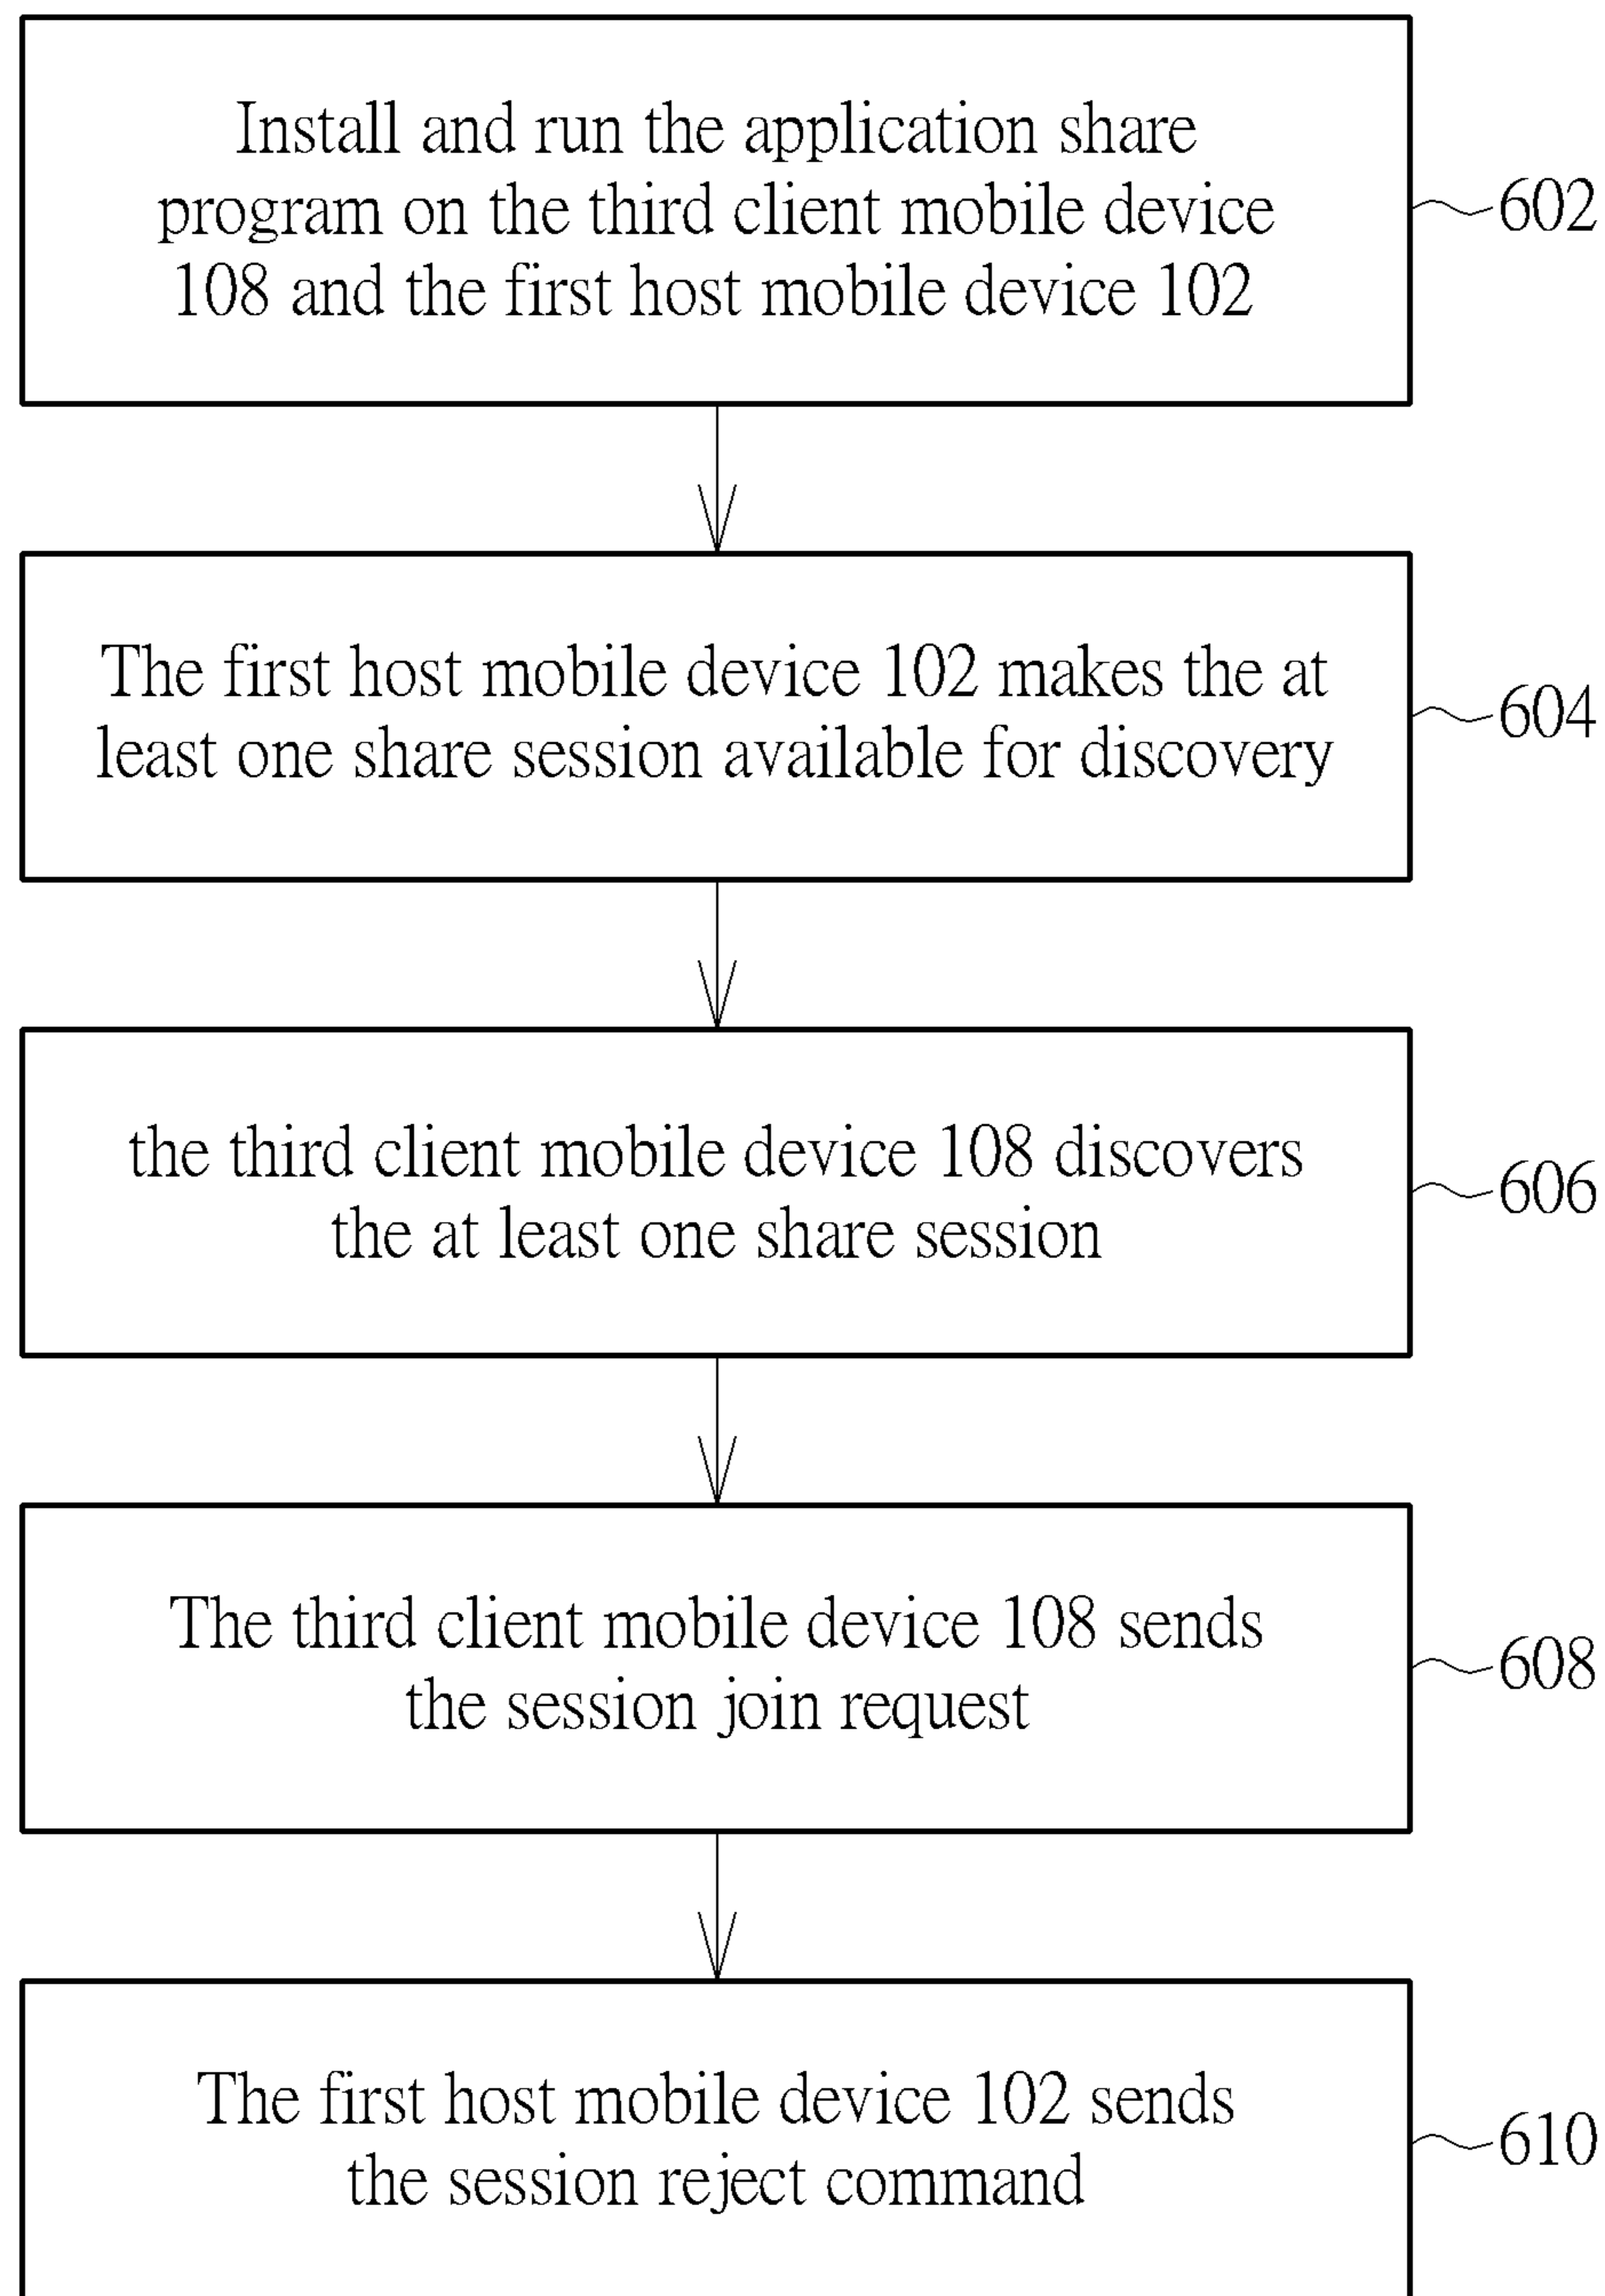 Install and run the application share
program on the third client mobile device
108 and the first host mobile device 102
602
The first host mobile device 102 makes the at
least one share session available for discovery
604
the third client mobile device 108 discovers
the at least one share session
606
The third client mobile device 108 sends
the session join request
608
The first host mobile device 102 sends
the session reject command
610